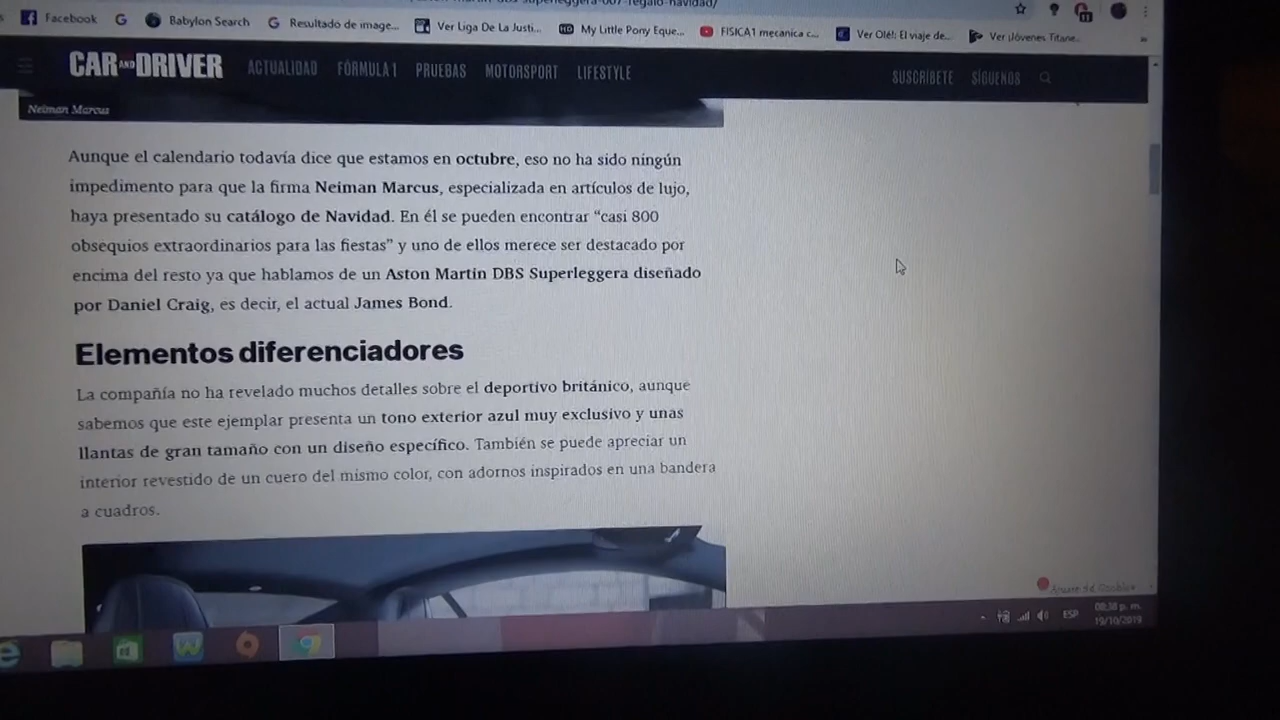 Facebook Babylon Search Resultado de image... Ver Liga De La Justi... My Little Pony Eque... FISICA1 mecanica c... Ver Olé!: El viaje de... Ver ¡Jóvenes Titane...
CAR AND DRIVER ACTUALIDAD FÓRMULA 1 PRUEBAS MOTORSPORT LIFESTYLE SUSCRÍBETE SÍGUENOS
Neiman Marcus
Aunque el calendario todavía dice que estamos en octubre, eso no ha sido ningún
impedimento para que la firma Neiman Marcus, especializada en artículos de lujo,
haya presentado su catálogo de Navidad. En él se pueden encontrar “casi 800
obsequios extraordinarios para las fiestas” y uno de ellos merece ser destacado por
encima del resto ya que hablamos de un Aston Martin DBS Superleggera diseñado
por Daniel Craig, es decir, el actual James Bond.
Elementos diferenciadores
La compañía no ha revelado muchos detalles sobre el deportivo británico, aunque
sabemos que este ejemplar presenta un tono exterior azul muy exclusivo y unas
llantas de gran tamaño con un diseño específico. También se puede apreciar un
interior revestido de un cuero del mismo color, con adornos inspirados en una bandera
a cuadros.
ESP
08:38 p. m.
19/10/2019